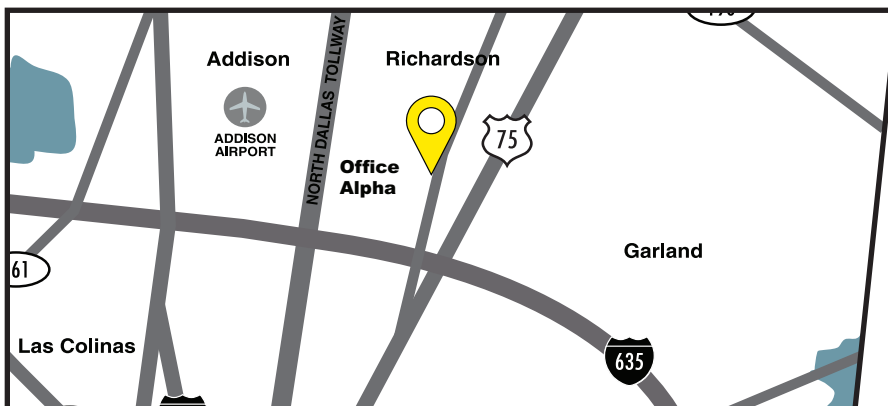 Addison
Richardson
ADDISON
AIRPORT
NORTH DALLAS TOLLWAY
75
Office
Alpha
Garland
61
Las Colinas
635